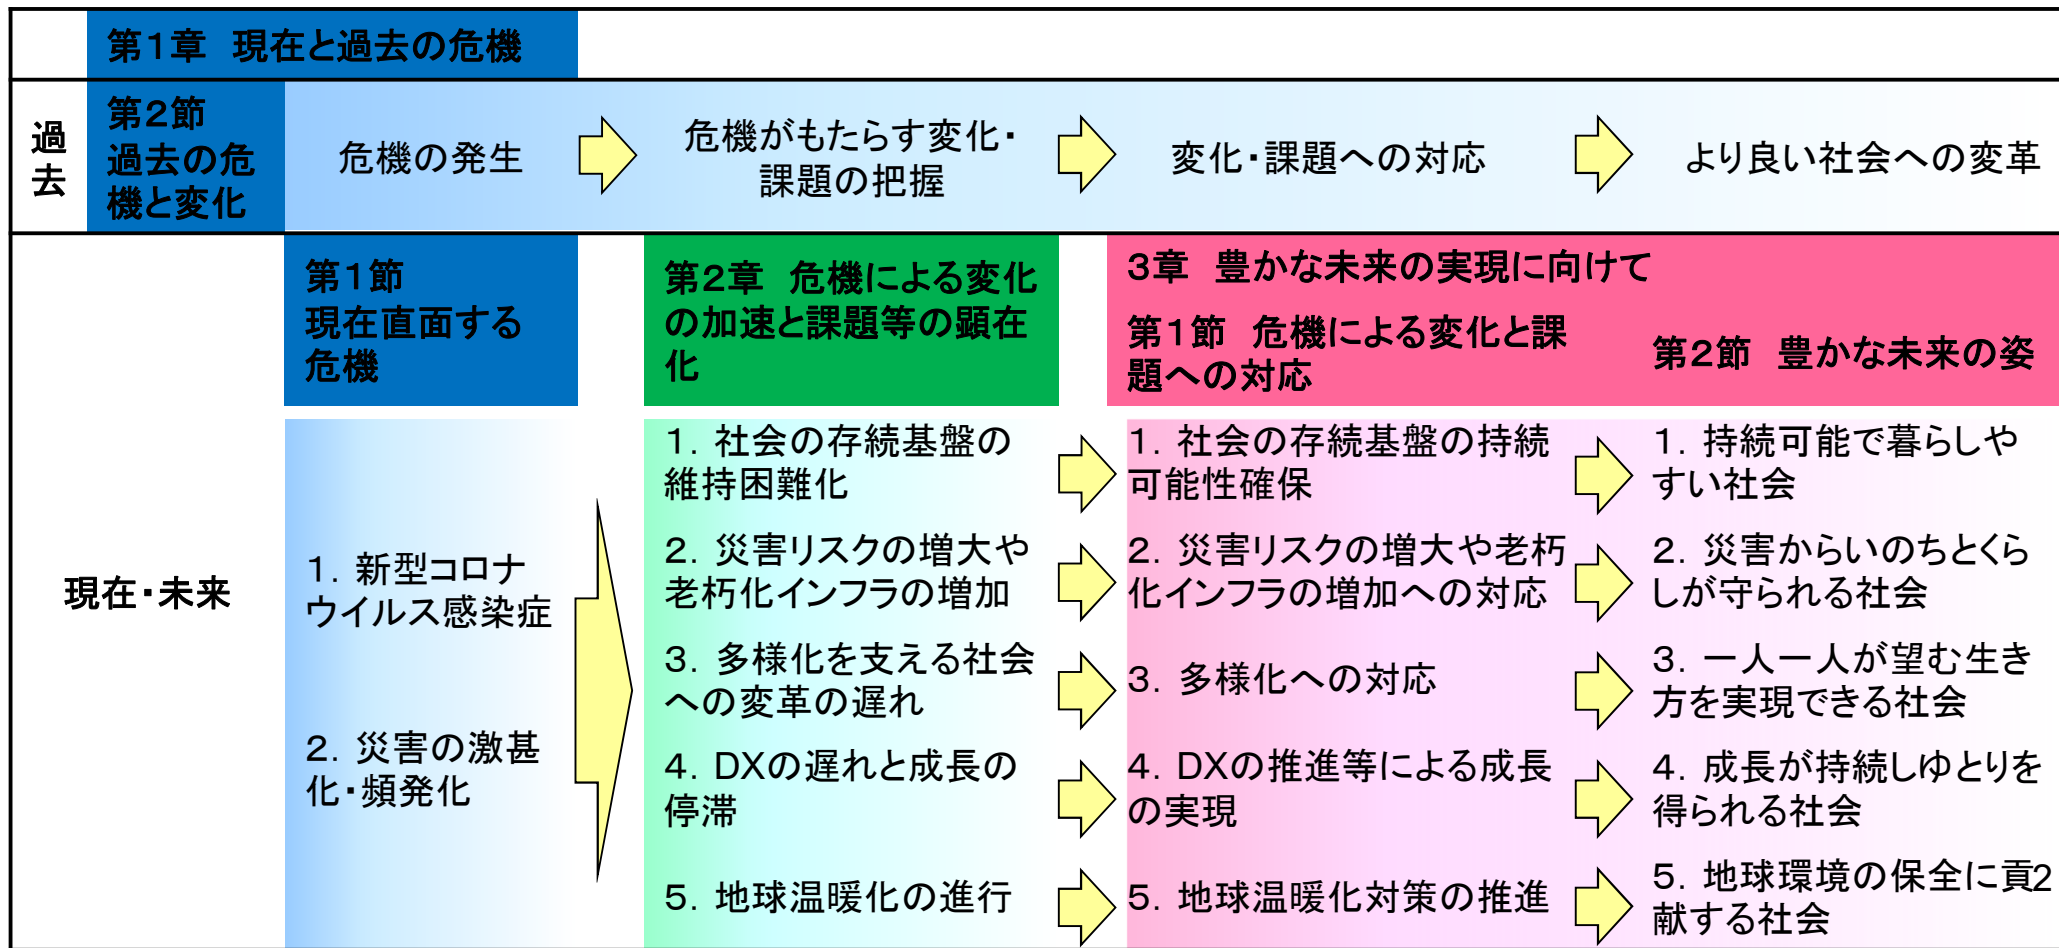 第1章 現在と過去の危機
過
去
第2節
過去の危
機と変化
危機の発生
危機がもたらす変化・
課題の把握
変化・課題への対応
より良い社会への変革
現在・未来
第1節
現在直面する
危機
1. 新型コロナ
ウイルス感染症
2. 災害の激甚
化・頻発化
第2章 危機による変化
の加速と課題等の顕在
化
1. 社会の存続基盤の
維持困難化
2. 災害リスクの増大や
老朽化インフラの増加
3. 多様化を支える社会
への変革の遅れ
4. DXの遅れと成長の
停滞
5. 地球温暖化の進行
3章 豊かな未来の実現に向けて
第1節 危機による変化と課
題への対応
1. 社会の存続基盤の持続
可能性確保
2. 災害リスクの増大や老朽
化インフラの増加への対応
3. 多様化への対応
4. DXの推進等による成長
の実現
5. 地球温暖化対策の推進
第2節 豊かな未来の姿
1. 持続可能で暮らしや
すい社会
2. 災害からいのちとくら
しが守られる社会
3. 一人一人が望む生き
方を実現できる社会
4. 成長が持続しゆとりを
得られる社会
5. 地球環境の保全に貢
献する社会
2